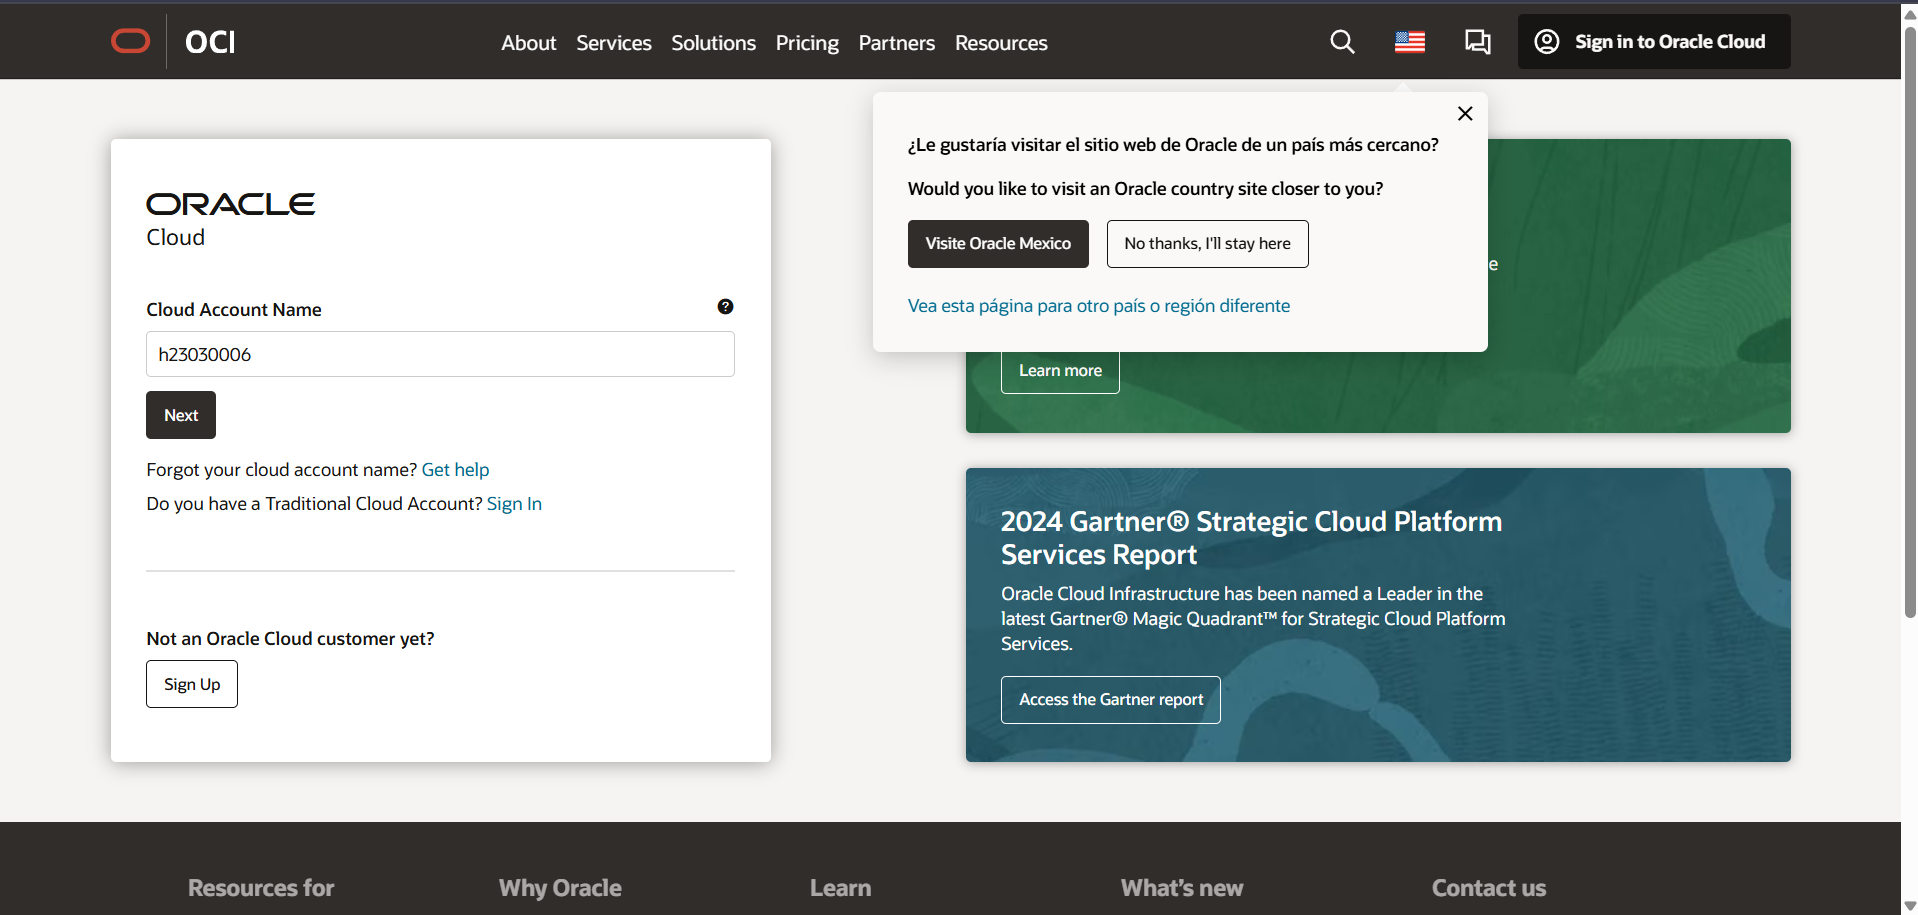 OCI
About
Services
Solutions
Pricing
Partners
Resources
Sign in to Oracle Cloud
¿Le gustaría visitar el sitio web de Oracle de un país más cercano?
Would you like to visit an Oracle country site closer to you?
Visite Oracle Mexico
No thanks, I'll stay here
Vea esta página para otro país o región diferente
ORACLE
Cloud
Cloud Account Name
h23030006
Next
Forgot your cloud account name? Get help
Do you have a Traditional Cloud Account? Sign In
Not an Oracle Cloud customer yet?
Sign Up
e
Learn more
2024 Gartner® Strategic Cloud Platform
Services Report
Oracle Cloud Infrastructure has been named a Leader in the
latest Gartner® Magic Quadrant™ for Strategic Cloud Platform
Services.
Access the Gartner report
Resources for
Why Oracle
Learn
What's new
Contact us